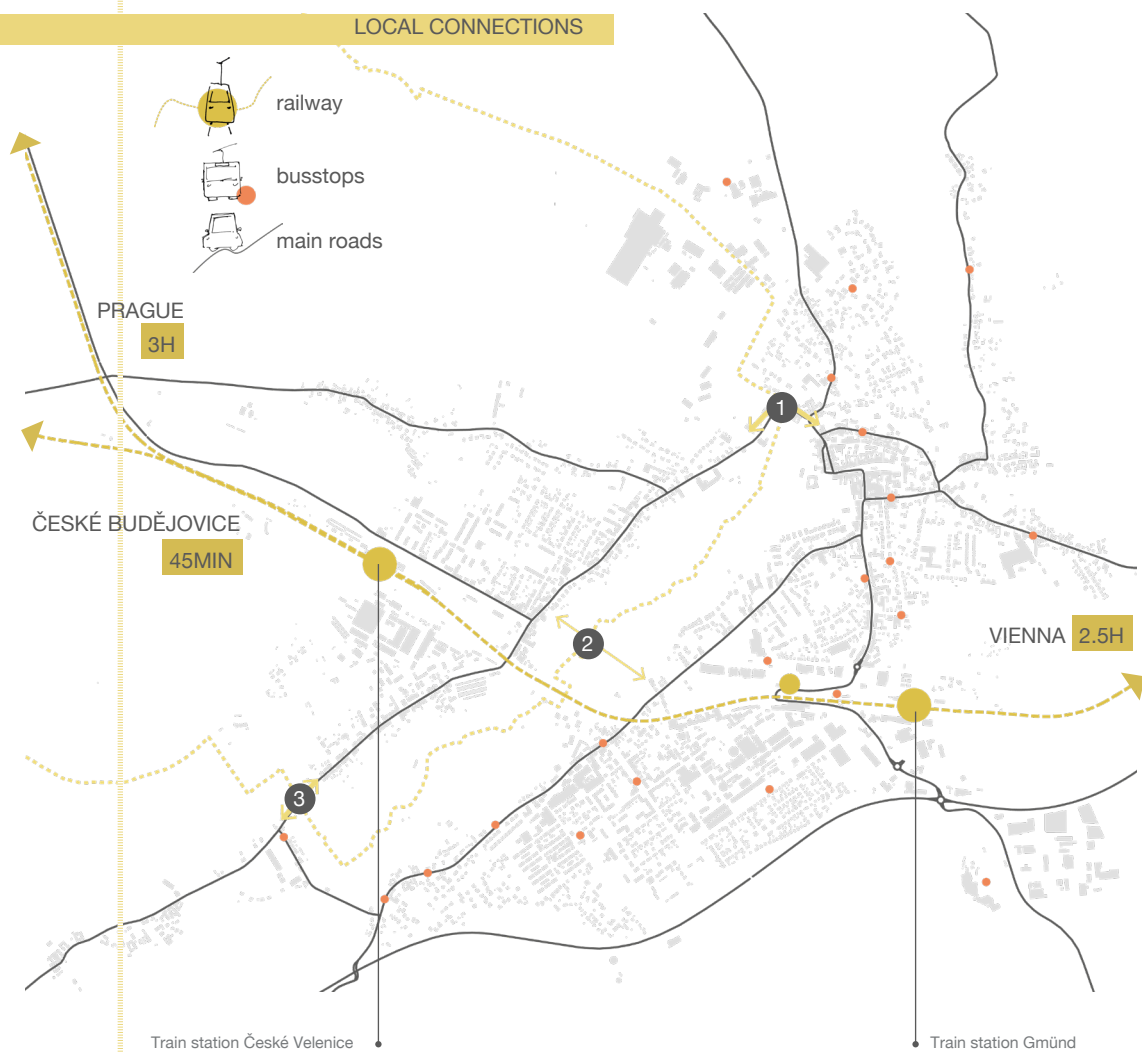 LOCAL CONNECTIONS
railway
busstops
main roads
PRAGUE
3H
1
ČESKÉ BUDĚJOVICE
45MIN
2
VIENNA 2.5H
3
Train station České Velenice
Train station Gmünd